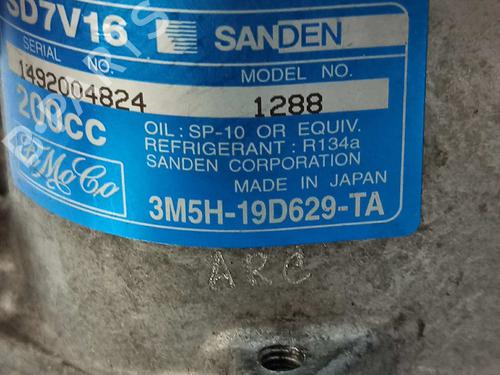 SD7V16 SANDEN
SERIAL NO. MODEL NO.
1492004824 1288
200cc
OIL : SP-10 OR EQUIV.
REFRIGERANT : R134a
SANDEN CORPORATION
FoMoCo
MADE IN JAPAN
3M5H-19D629-TA
ARC